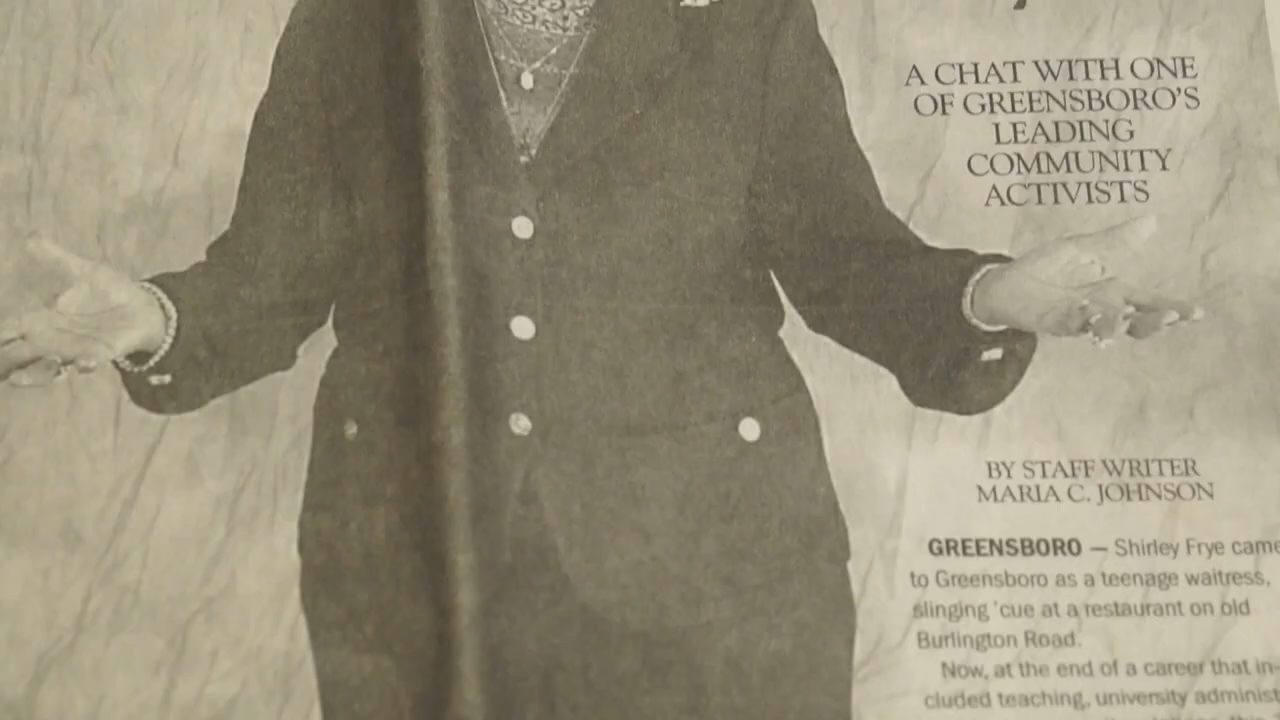 A CHAT WITH ONE
OF GREENSBORO'S
LEADING
COMMUNITY
ACTIVISTS
BY STAFF WRITER
MARIA C. JOHNSON
GREENSBORO — Shirley Frye came
to Greensboro as a teenage waitress,
slinging 'cue at a restaurant on old
Burlington Road.
Now, at the end of a career that in-
cluded teaching, university administ